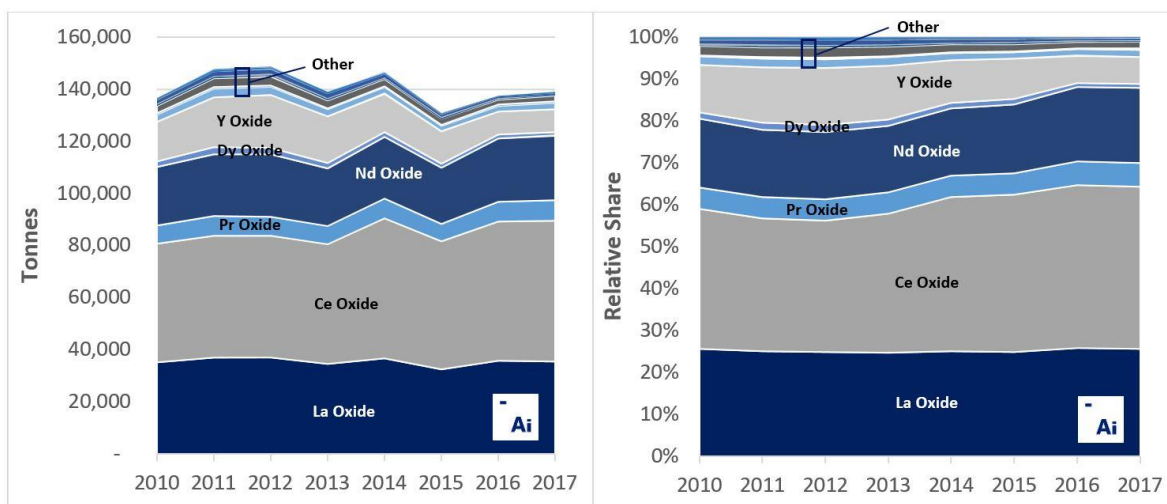 160,000
140,000
120,000
100,000
80,000
60,000
40,000
20,000
-
Tonnes
Other
Y Oxide
Dy Oxide
Nd Oxide
Pr Oxide
Ce Oxide
La Oxide
- Ai
2010 2011 2012 2013 2014 2015 2016 2017
100%
90%
80%
70%
60%
50%
40%
30%
20%
10%
0%
Relative Share
Other
Y Oxide
Dy Oxide
Nd Oxide
Pr Oxide
Ce Oxide
La Oxide
- Ai
2010 2011 2012 2013 2014 2015 2016 2017